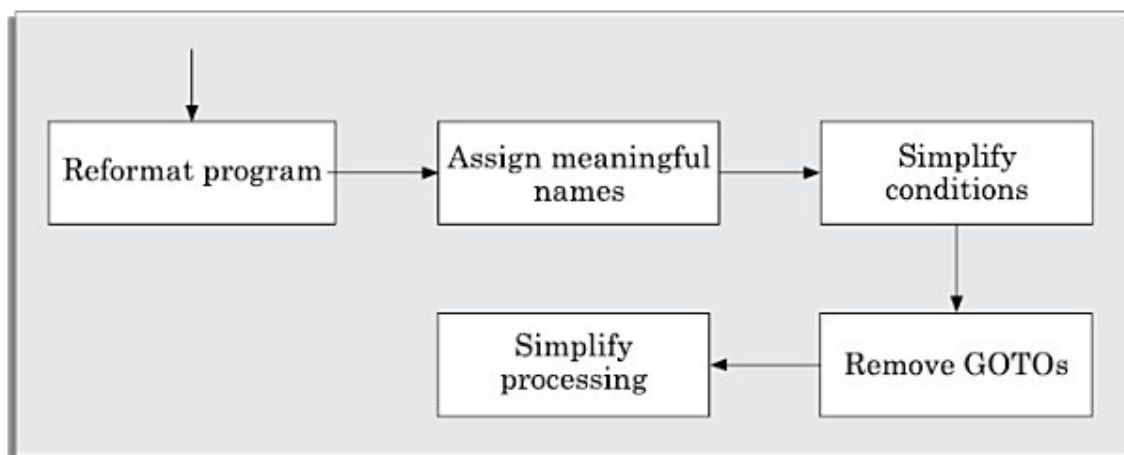 Reformat program
Assign meaningful
names
Simplify
conditions
Simplify
processing
Remove GOTOs